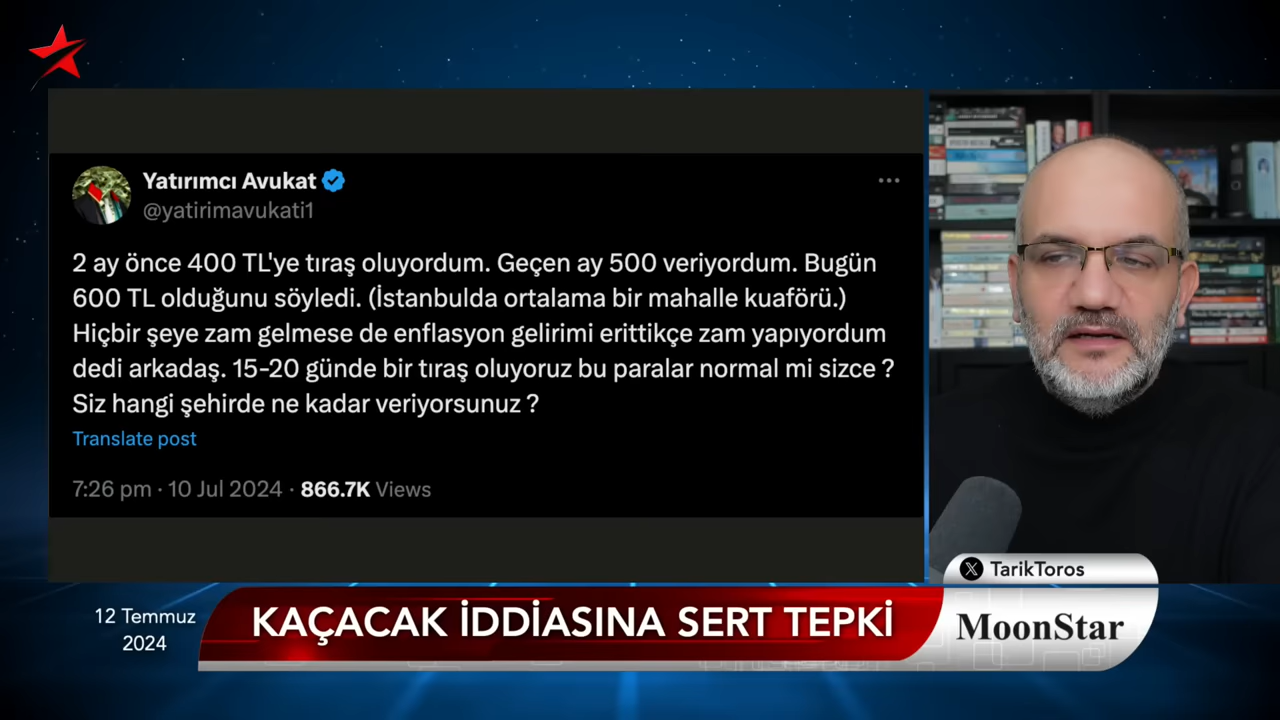 Yatırımcı Avukat
@yatirimavukati1
2 ay önce 400 TL'ye tıraş oluyordum. Geçen ay 500 veriyordum. Bugün
600 TL olduğunu söyledi. (İstanbulda ortalama bir mahalle kuaförü.)
Hiçbir şeye zam gelmese de enflasyon gelirimi erittikçe zam yapıyordum
dedi arkadaş. 15-20 günde bir tıraş oluyoruz bu paralar normal mi sizce ?
Siz hangi şehirde ne kadar veriyorsunuz ?
Translate post
7:26 pm · 10 Jul 2024 · 866.7K Views
TarikToros
12 Temmuz
2024
KAÇACAK İDDİASINA SERT TEPKİ
MoonStar